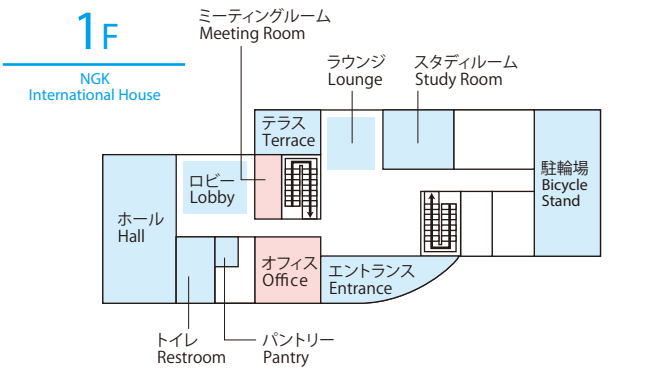 1F
NGK
International House
ミーティングルーム
Meeting Room
ラウンジ
Lounge
スタディルーム
Study Room
テラス
Terrace
駐輪場
Bicycle
Stand
ロビー
Lobby
ホール
Hall
オフィス
Office
エントランス
Entrance
トイレ
Restroom
パントリー
Pantry